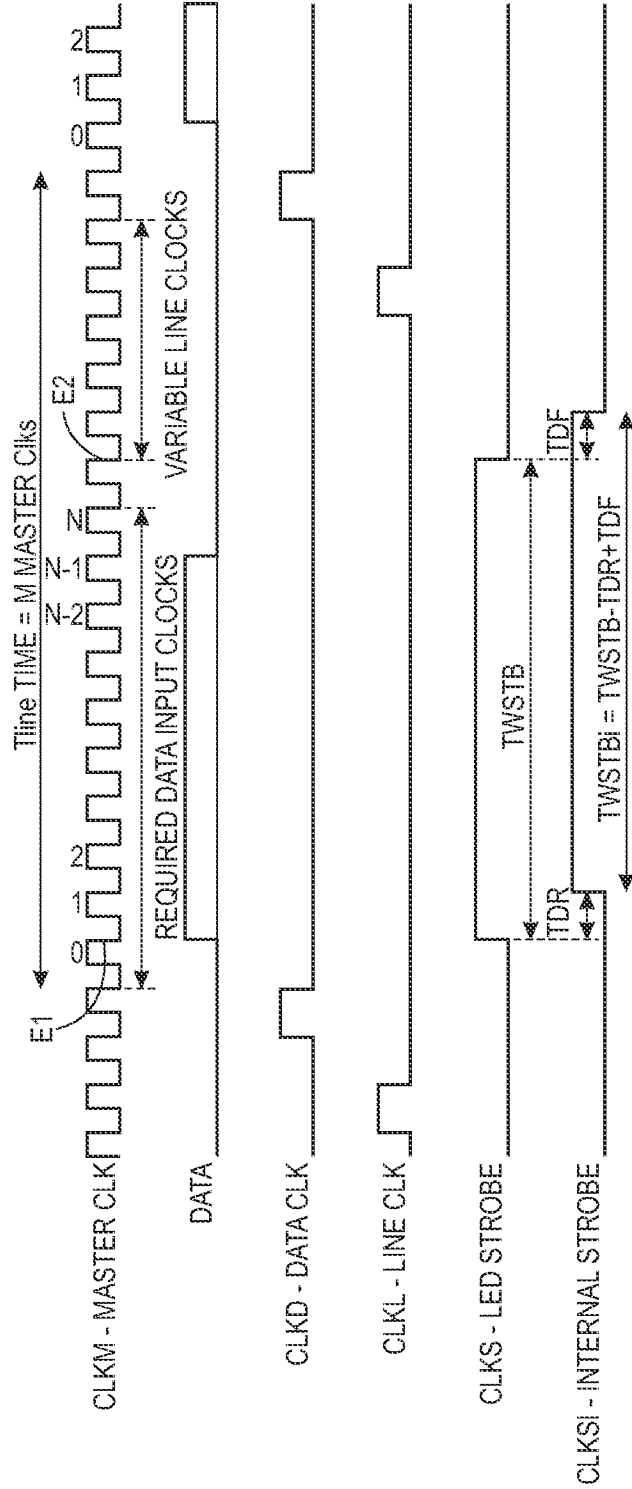 Tline TIME = M MASTER Clks
E1
0
1
2
N-2
N-1
N
E2
0
1
2
CLKM - MASTER CLK
REQUIRED DATA INPUT CLOCKS
VARIABLE LINE CLOCKS
DATA
CLKD - DATA CLK
CLKL - LINE CLK
CLKS - LED STROBE
TWSTB
TDR
TDF
CLKSI - INTERNAL STROBE
TWSTBi = TWSTB-TDR+TDF